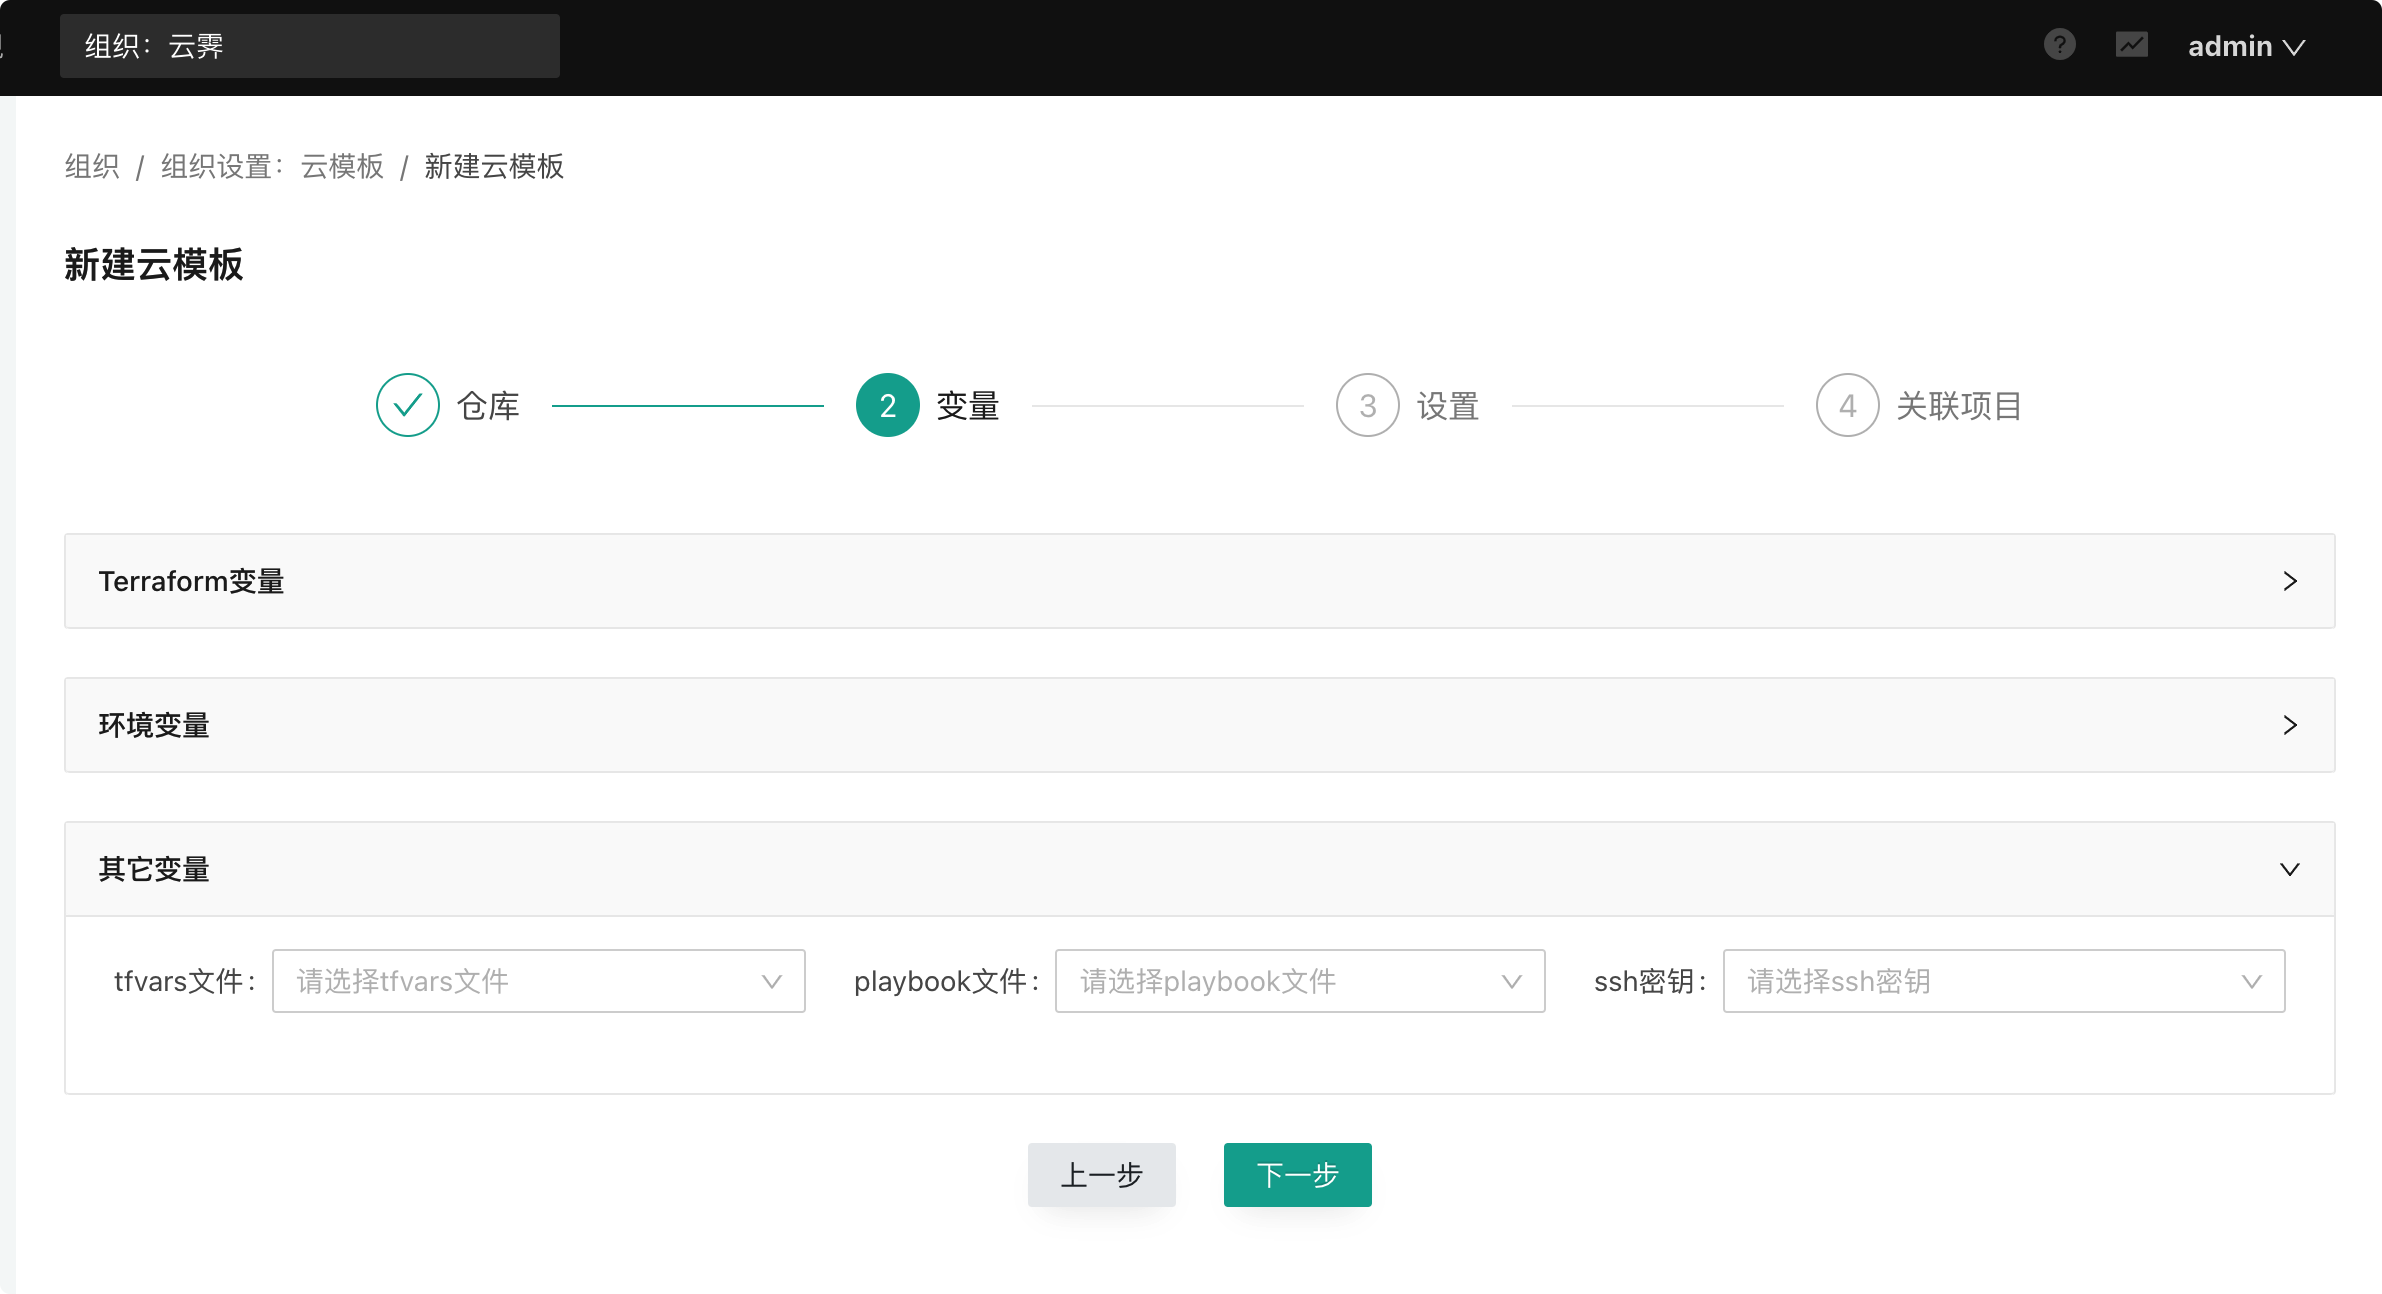 组织：云霁
admin
组织 / 组织设置：云模板 / 新建云模板
新建云模板
仓库 2 变量 3 设置 4 关联项目
Terraform变量
环境变量
其它变量
tfvars文件： 请选择tfvars文件 playbook文件： 请选择playbook文件 ssh密钥： 请选择ssh密钥
上一步 下一步